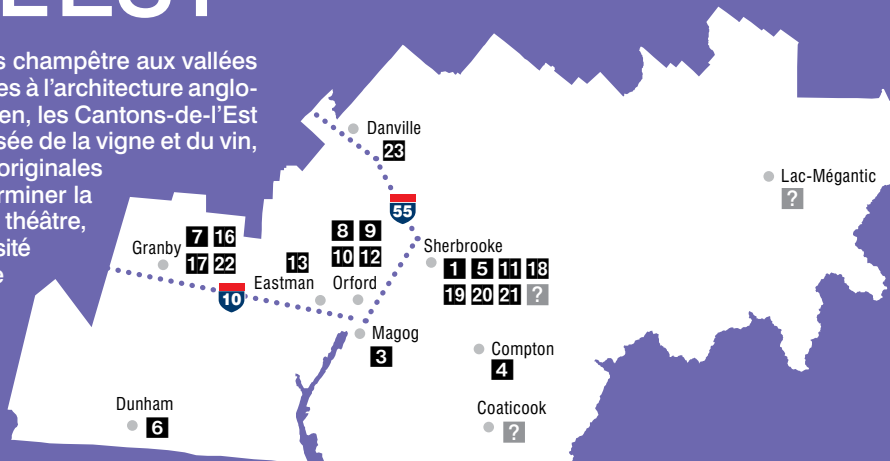 L'EST
s champêtre aux vallées
es à l'architecture anglo-
en, les Cantons-de-l'Est
sée de la vigne et du vin,
originales
rminer la
théâtre,
sité
e
Danville
23
55
Lac-Mégantic
?
Granby
7 16
17 22
13
Eastman
8 9
10 12
Orford
Sherbrooke
1 5 11 18
19 20 21 ?
10
Magog
3
Compton
4
Coaticook
?
Dunham
6